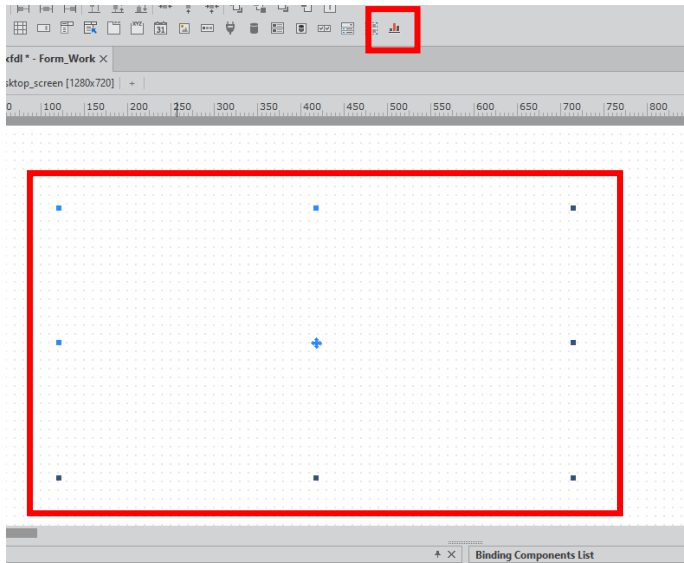 XYZ
31
xfdl * - Form_Work ×
sktop_screen [1280x720] +
0 100 150 200 250 300 350 400 450 500 550 600 650 700 750 800
Binding Components List